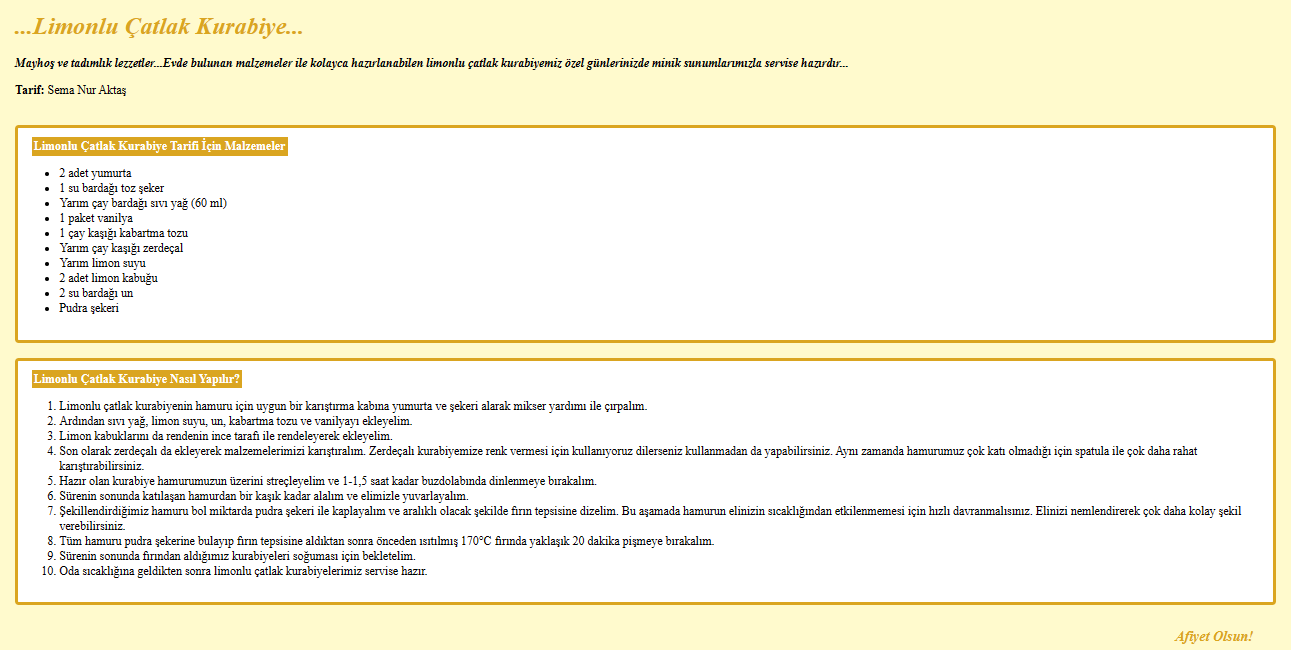 ...Limonlu Çatlak Kurabiye...
Mayhoş ve tadımlık lezzetler...Evde bulunan malzemeler ile kolayca hazırlanabilen limonlu çatlak kurabiyemiz özel günlerinizde minik sunumlarımızla servise hazırdır...
Tarif: Sema Nur Aktaş
Limonlu Çatlak Kurabiye Tarifi İçin Malzemeler
• 2 adet yumurta
• 1 su bardağı toz şeker
• Yarım çay bardağı sıvı yağ (60 ml)
• 1 paket vanilya
• 1 çay kaşığı kabartma tozu
• Yarım çay kaşığı zerdeçal
• Yarım limon suyu
• 2 adet limon kabuğu
• 2 su bardağı un
• Pudra şekeri
Limonlu Çatlak Kurabiye Nasıl Yapılır?
1. Limonlu çatlak kurabiyenin hamuru için uygun bir karıştırma kabına yumurta ve şekeri alarak mikser yardımı ile çırpalım.
2. Ardından sıvı yağ, limon suyu, un, kabartma tozu ve vanilyayı ekleyelim.
3. Limon kabuklarını da rendenin ince tarafı ile rendeleyerek ekleyelim.
4. Son olarak zerdeçalı da ekleyerek malzemelerimizi karıştıralım. Zerdeçalı kurabiyemize renk vermesi için kullanıyoruz dilerseniz kullanmadan da yapabilirsiniz. Aynı zamanda hamurumuz çok katı olmadığı için spatula ile çok daha rahat
karıştırabilirsiniz.
5. Hazır olan kurabiye hamurumuzun üzerini streçleyelim ve 1-1,5 saat kadar buzdolabında dinlenmeye bırakalım.
6. Sürenin sonunda katılaşan hamurdan bir kaşık kadar alalım ve elimizle yuvarlayalım.
7. Şekillendirdiğimiz hamuru bol miktarda pudra şekeri ile kaplayalım ve aralıklı olacak şekilde fırın tepsisine dizelim. Bu aşamada hamurun elinizin sıcaklığından etkilenmemesi için hızlı davranmalısınız. Elinizi nemlendirerek çok daha kolay şekil
verebilirsiniz.
8. Tüm hamuru pudra şekerine bulayıp fırın tepsisine aldıktan sonra önceden ısıtılmış 170°C fırında yaklaşık 20 dakika pişmeye bırakalım.
9. Sürenin sonunda fırından aldığımız kurabiyeleri soğuması için bekletelim.
10. Oda sıcaklığına geldikten sonra limonlu çatlak kurabiyelerimiz servise hazır.
Afiyet Olsun!